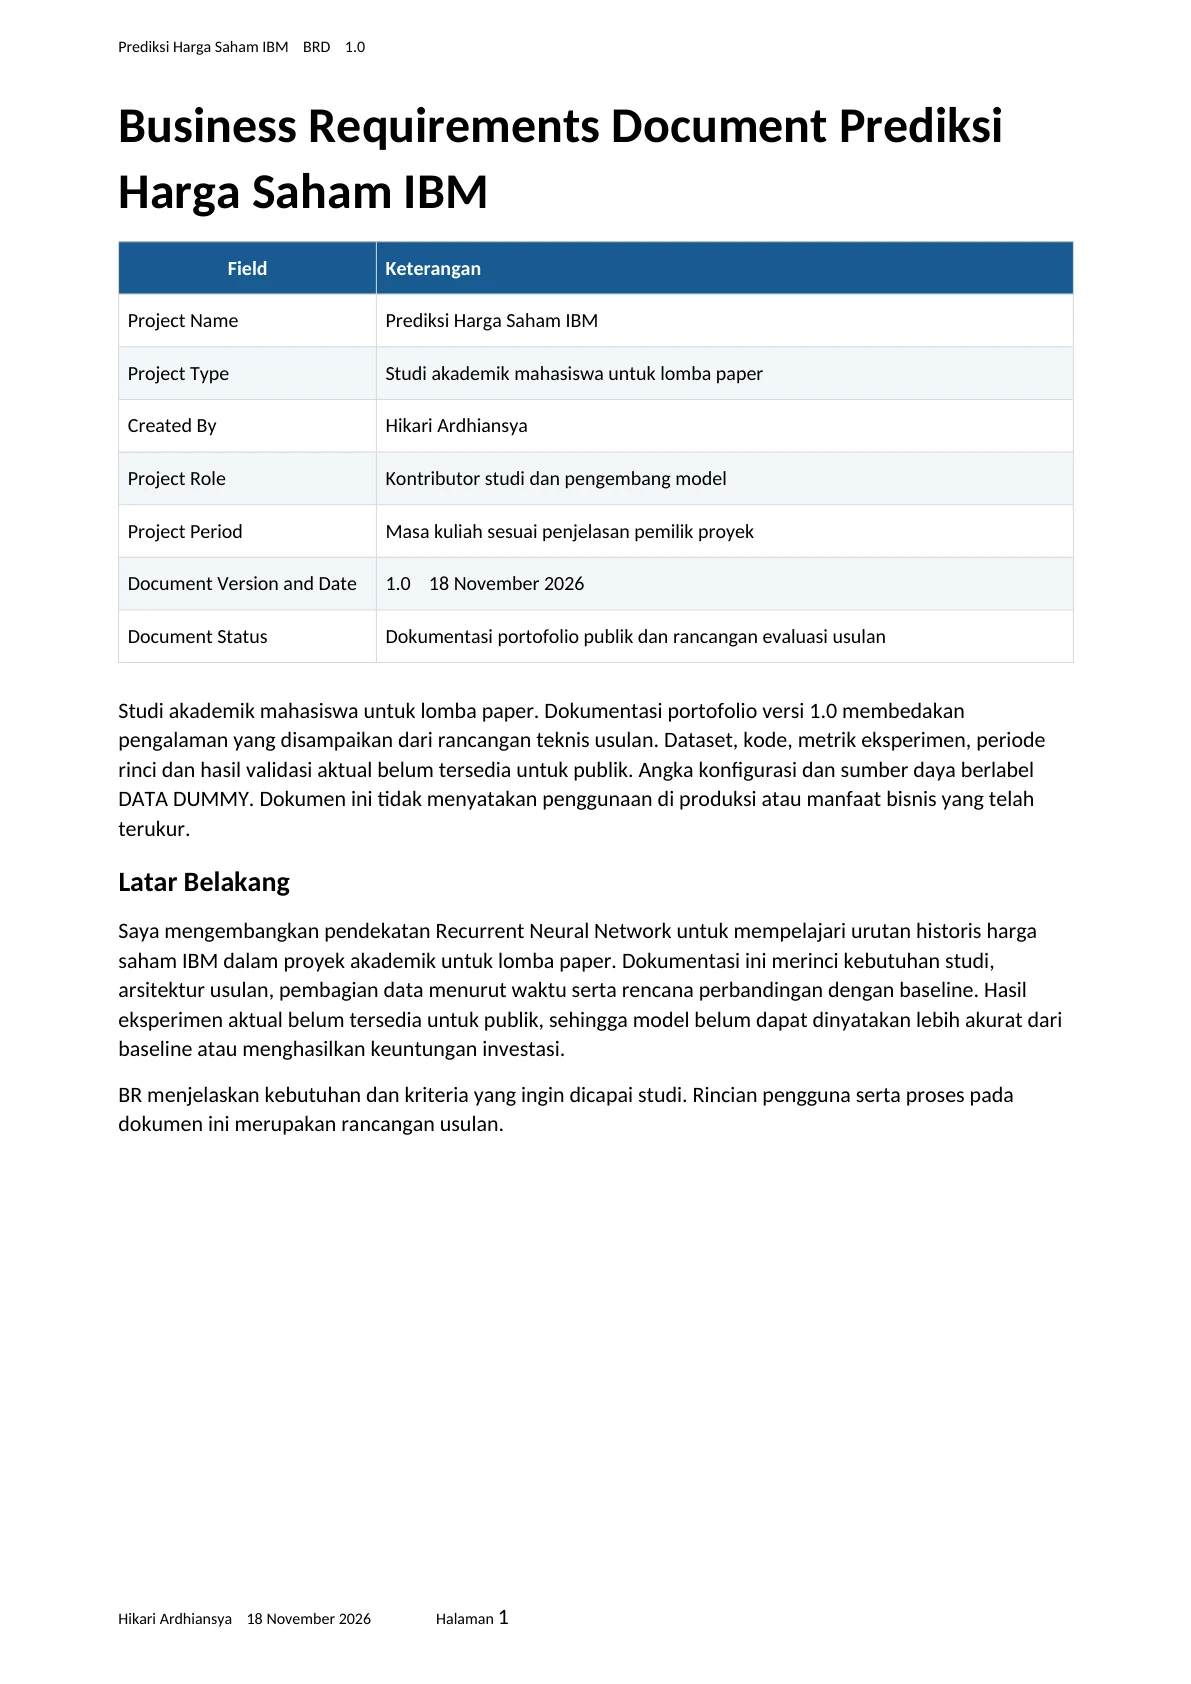 Prediksi Harga Saham IBM    BRD    1.0
Business Requirements Document Prediksi
Harga Saham IBM
Field    Keterangan
Project Name    Prediksi Harga Saham IBM
Project Type    Studi akademik mahasiswa untuk lomba paper
Created By    Hikari Ardhiansya
Project Role    Kontributor studi dan pengembang model
Project Period    Masa kuliah sesuai penjelasan pemilik proyek
Document Version and Date    1.0    18 November 2026
Document Status    Dokumentasi portofolio publik dan rancangan evaluasi usulan
Studi akademik mahasiswa untuk lomba paper. Dokumentasi portofolio versi 1.0 membedakan
pengalaman yang disampaikan dari rancangan teknis usulan. Dataset, kode, metrik eksperimen, periode
rinci dan hasil validasi aktual belum tersedia untuk publik. Angka konfigurasi dan sumber daya berlabel
DATA DUMMY. Dokumen ini tidak menyatakan penggunaan di produksi atau manfaat bisnis yang telah
terukur.
Latar Belakang
Saya mengembangkan pendekatan Recurrent Neural Network untuk mempelajari urutan historis harga
saham IBM dalam proyek akademik untuk lomba paper. Dokumentasi ini merinci kebutuhan studi,
arsitektur usulan, pembagian data menurut waktu serta rencana perbandingan dengan baseline. Hasil
eksperimen aktual belum tersedia untuk publik, sehingga model belum dapat dinyatakan lebih akurat dari
baseline atau menghasilkan keuntungan investasi.
BR menjelaskan kebutuhan dan kriteria yang ingin dicapai studi. Rincian pengguna serta proses pada
dokumen ini merupakan rancangan usulan.
Hikari Ardhiansya    18 November 2026    Halaman 1